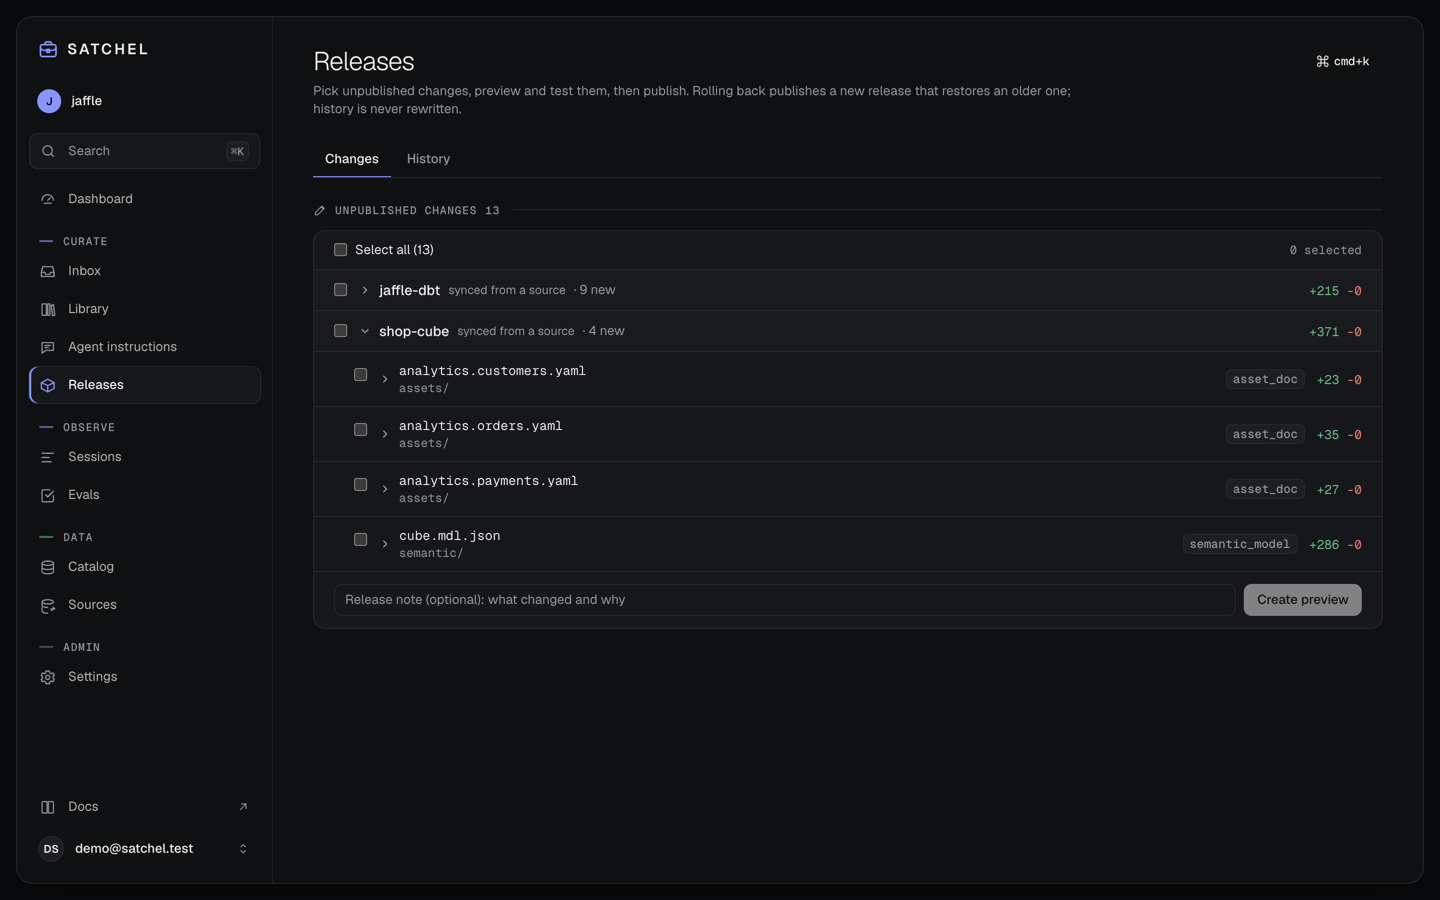 SATCHEL
J jaffle
Search ⌘K
Dashboard
CURATE
Inbox
Library
Agent instructions
Releases
OBSERVE
Sessions
Evals
DATA
Catalog
Sources
ADMIN
Settings
Docs
DS demo@satchel.test
Releases
⌘ cmd+k
Pick unpublished changes, preview and test them, then publish. Rolling back publishes a new release that restores an older one;
history is never rewritten.
Changes History
UNPUBLISHED CHANGES 13
Select all (13) 0 selected
jaffle-dbt synced from a source · 9 new +215 -0
shop-cube synced from a source · 4 new +371 -0
analytics.customers.yaml asset_doc +23 -0
assets/
analytics.orders.yaml asset_doc +35 -0
assets/
analytics.payments.yaml asset_doc +27 -0
assets/
cube.mdl.json semantic_model +286 -0
semantic/
Release note (optional): what changed and why Create preview